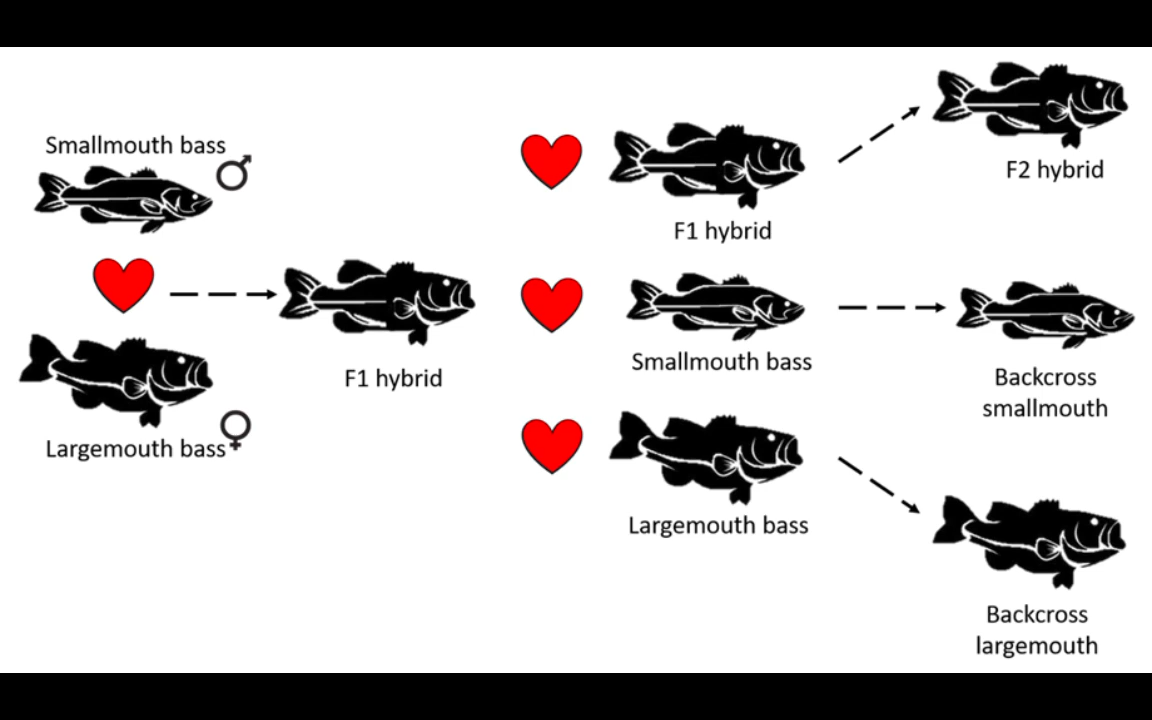 Smallmouth bass
Largemouth bass
F1 hybrid
F1 hybrid
Smallmouth bass
Largemouth bass
F2 hybrid
Backcross
smallmouth
Backcross
largemouth